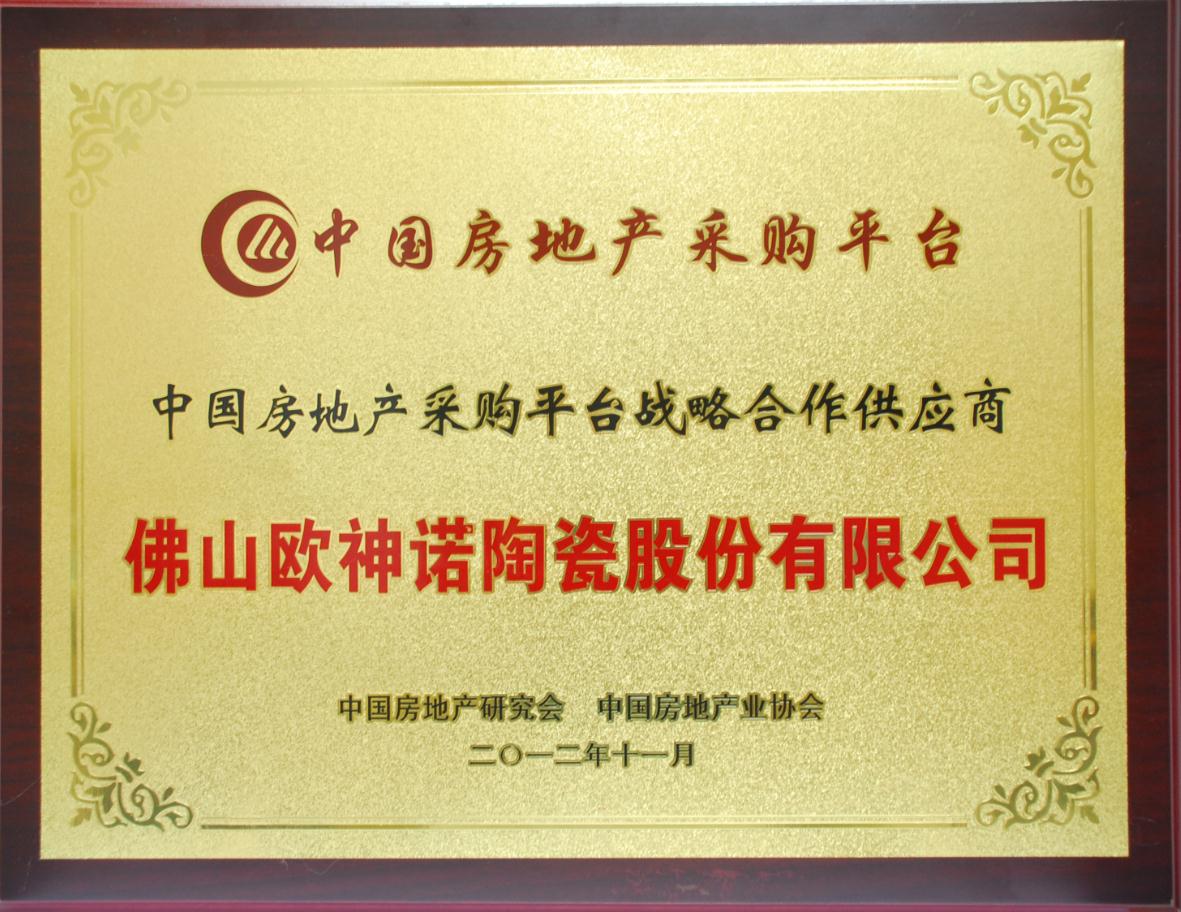 中国房地产采购平台
中国房地产采购平台战略合作供应商
佛山欧神诺陶瓷股份有限公司
中国房地产研究会 中国房地产业协会
二〇一二年十一月